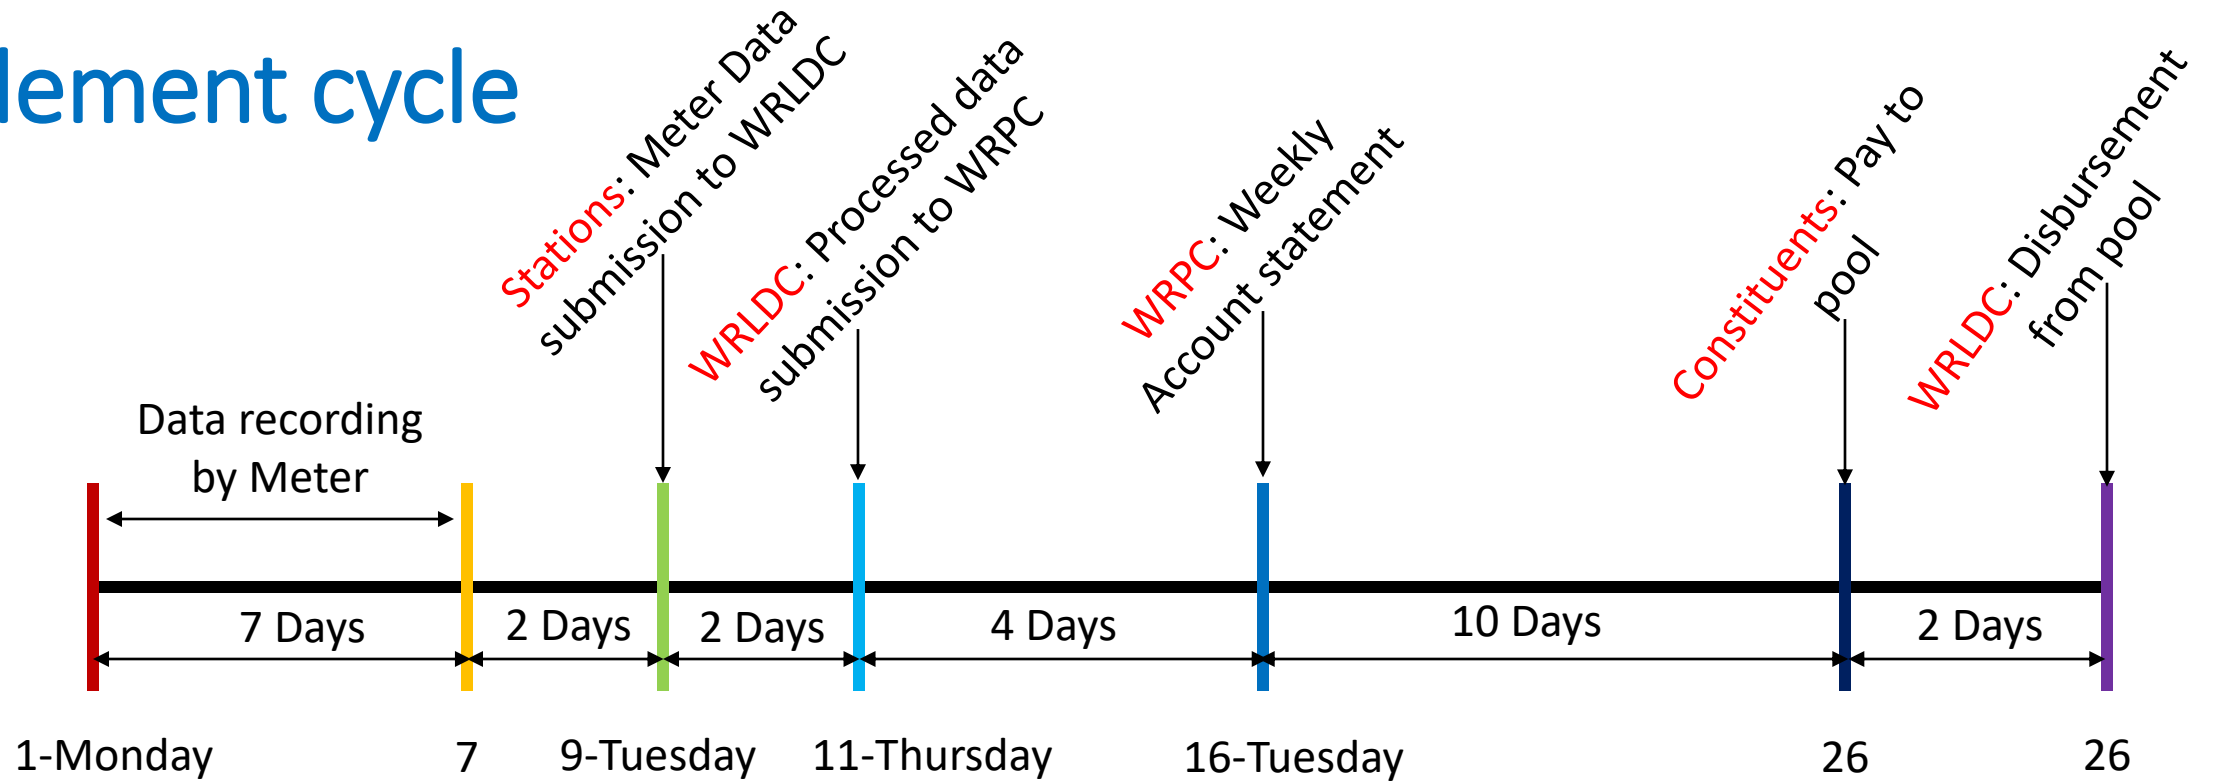 lement cycle
Stations: Meter Data
submission to WRLDC
WRLDC: Processed data
submission to WRPC
WRPC: Weekly
Account statement
Constituents: Pay to
pool
WRLDC: Disbursement
from pool
Data recording
by Meter
7 Days
2 Days
2 Days
4 Days
10 Days
2 Days
1-Monday
7
9-Tuesday
11-Thursday
16-Tuesday
26
26